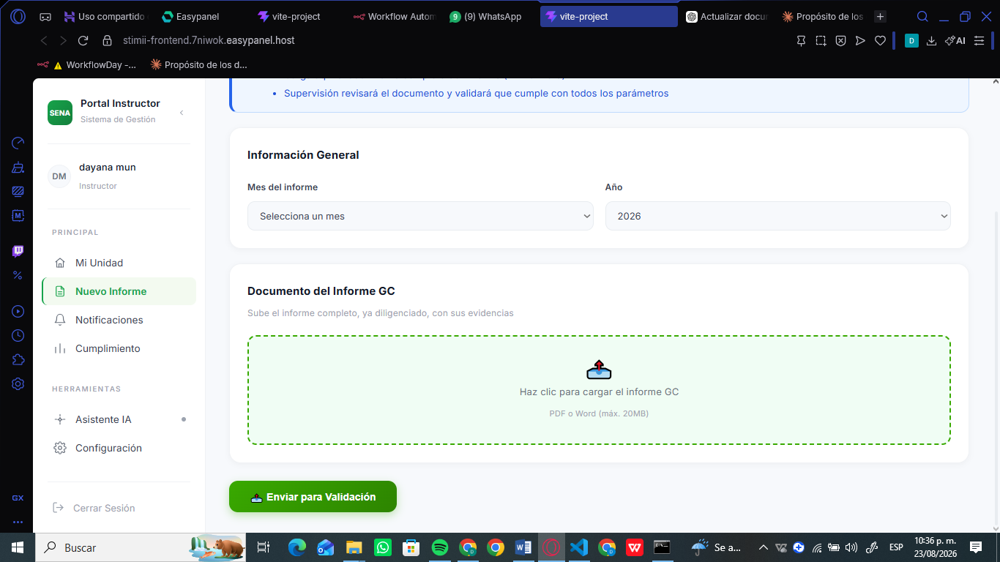 Uso compartido
Easypanel
vite-project
Workflow Autom
9
(9) WhatsApp
vite-project
Actualizar docur
Propósito de los
stimii-frontend.7niwok.easypanel.host
D
AI
WorkflowDay -...
Propósito de los d...
SENA
Portal Instructor
Sistema de Gestión
DM
dayana mun
Instructor
PRINCIPAL
Mi Unidad
Nuevo Informe
Notificaciones
Cumplimiento
HERRAMIENTAS
Asistente IA
Configuración
Cerrar Sesión
• Supervisión revisará el documento y validará que cumple con todos los parámetros
Información General
Mes del informe
Año
Selecciona un mes
2026
Documento del Informe GC
Sube el informe completo, ya diligenciado, con sus evidencias
Haz clic para cargar el informe GC
PDF o Word (máx. 20MB)
Enviar para Validación
M
GX
Buscar
Se a...
ESP
10:36 p. m.
23/08/2026